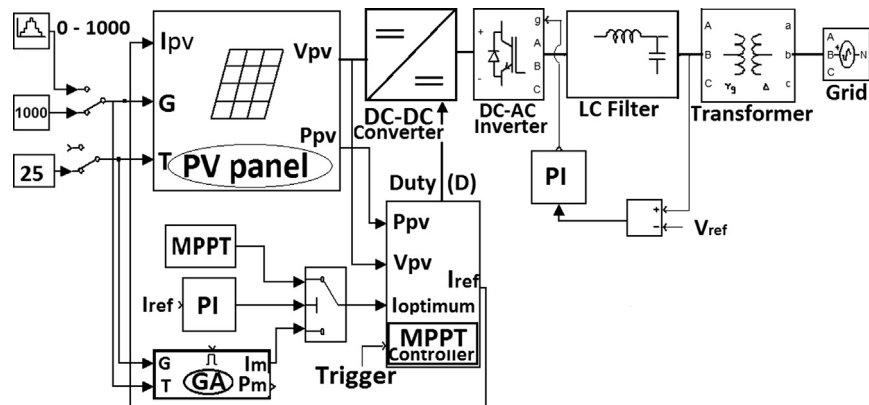 0 - 1000
1000
25
Ipv
G
T
Vpv
Ppv
PV panel
DC-DC
Converter
+
-
g
A
B
C
DC-AC
Inverter
LC Filter
A
B
C
Yg
Δ
a
b
c
Transformer
A
B
C
N
Grid
PI
+
-
Vref
Duty (D)
Ppv
Vpv
Iref
Ioptimum
MPPT
Controller
Trigger
MPPT
Iref
PI
G
T
GA
Im
Pm